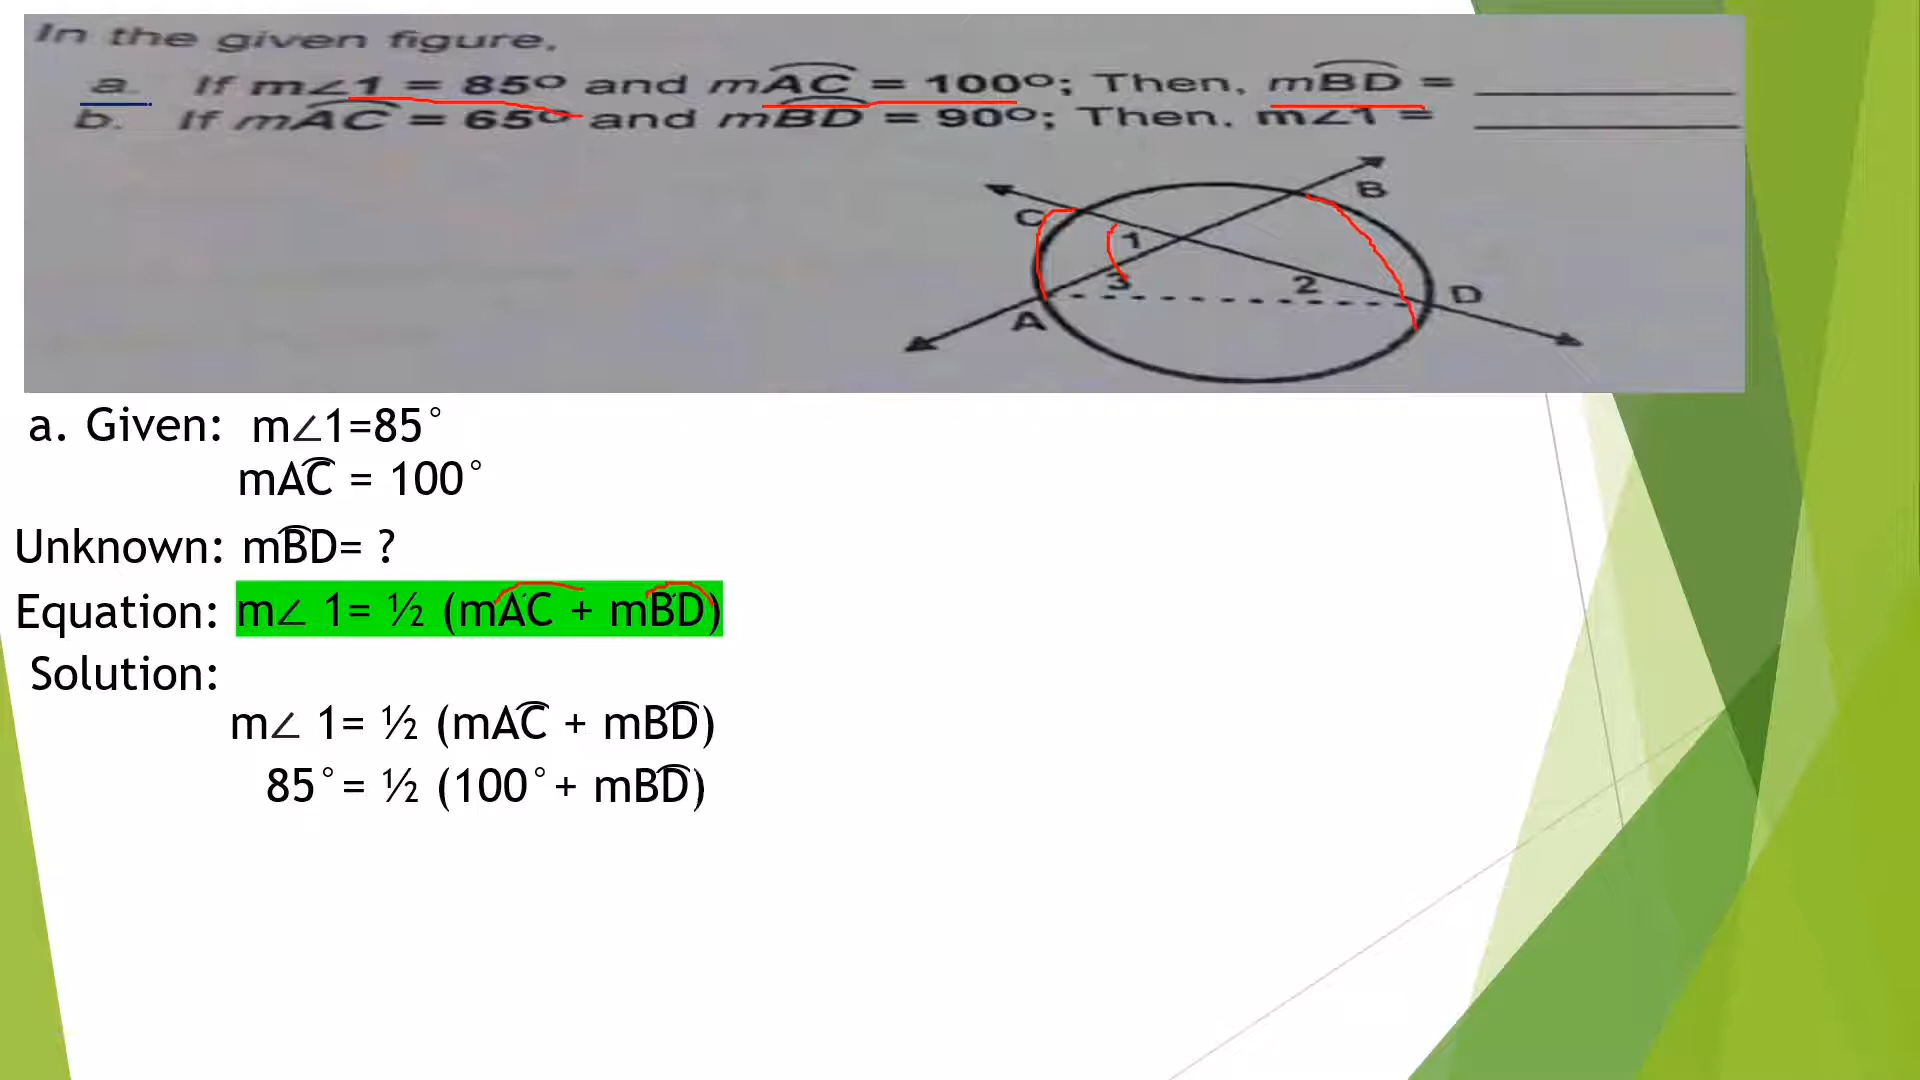 In the given figure,
a. If m∠1 = 85° and mAC = 100°; Then, mBD = ________
b. If mAC = 65° and mBD = 90°; Then, m∠1 = ________
B
C
1
3
2
D
A
a. Given: m∠1=85°
mAC = 100°
Unknown: mBD= ?
Equation: m∠ 1= ½ (mAC + mBD)
Solution:
m∠ 1= ½ (mAC + mBD)
85°= ½ (100°+ mBD)